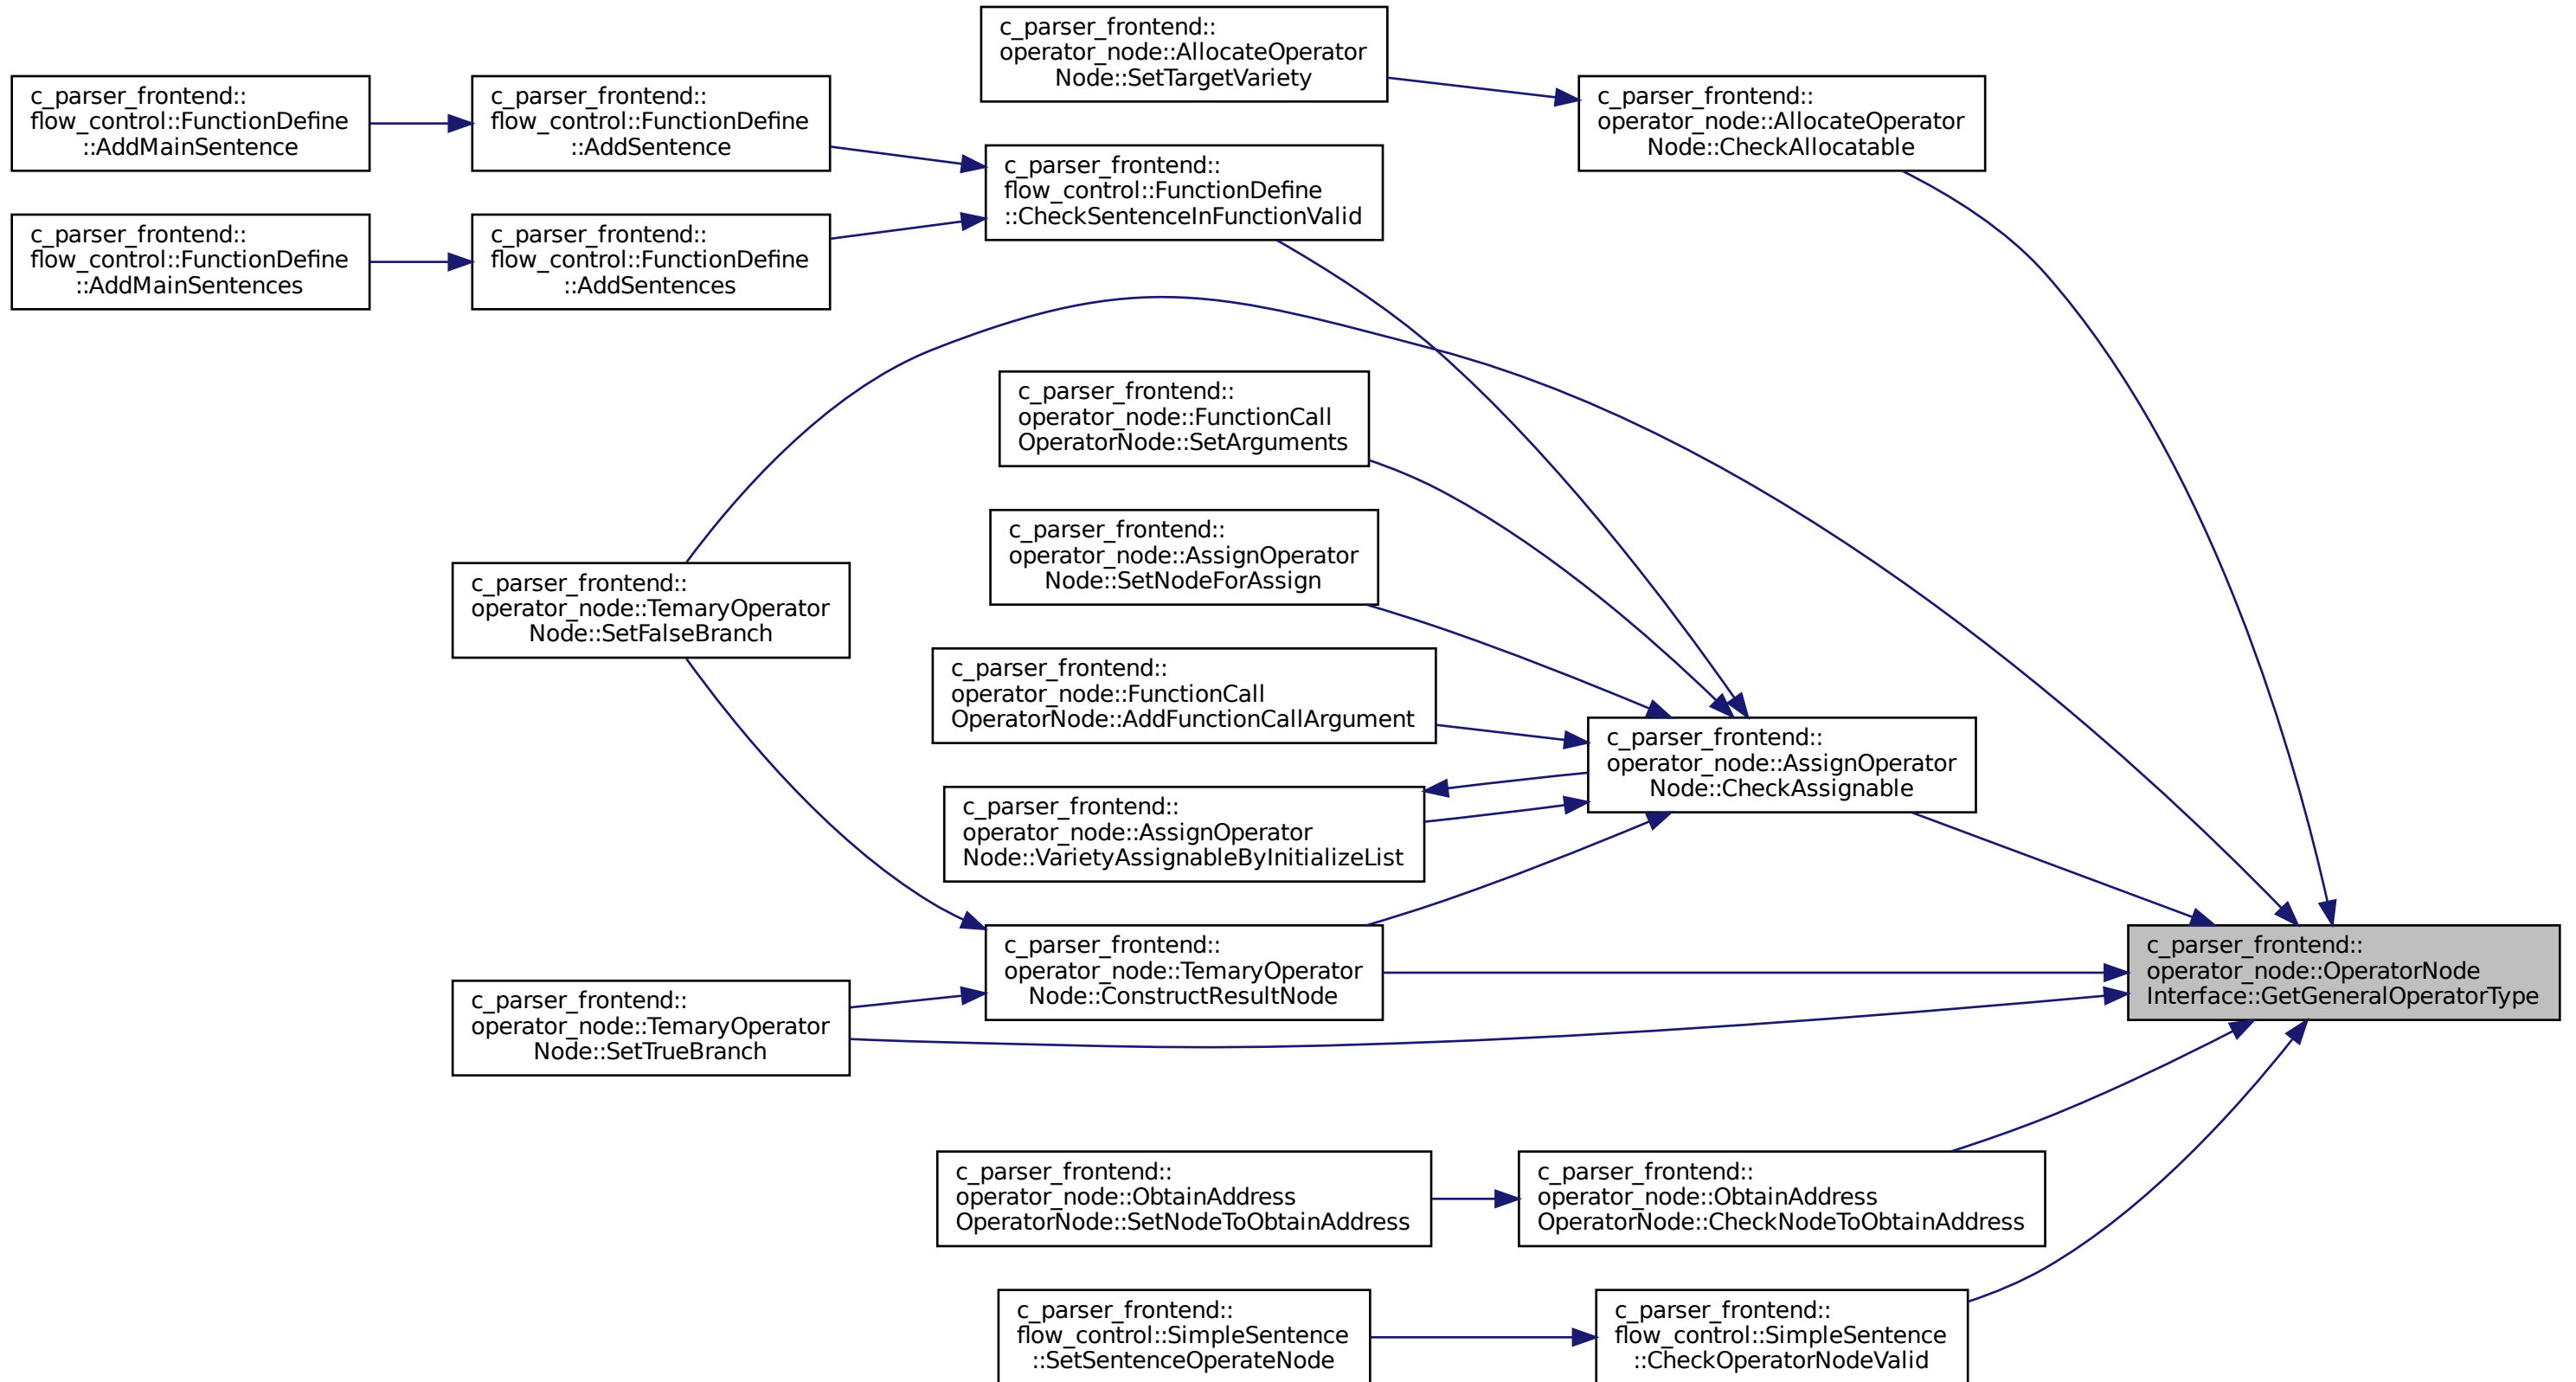 c_parser_frontend::
operator_node::AllocateOperator
Node::SetTargetVariety
c_parser_frontend::
flow_control::FunctionDefine
::AddMainSentence
c_parser_frontend::
flow_control::FunctionDefine
::AddSentence
c_parser_frontend::
operator_node::AllocateOperator
Node::CheckAllocatable
c_parser_frontend::
flow_control::FunctionDefine
::CheckSentenceInFunctionValid
c_parser_frontend::
flow_control::FunctionDefine
::AddMainSentences
c_parser_frontend::
flow_control::FunctionDefine
::AddSentences
c_parser_frontend::
operator_node::FunctionCall
OperatorNode::SetArguments
c_parser_frontend::
operator_node::AssignOperator
Node::SetNodeForAssign
c_parser_frontend::
operator_node::TemaryOperator
Node::SetFalseBranch
c_parser_frontend::
operator_node::FunctionCall
OperatorNode::AddFunctionCallArgument
c_parser_frontend::
operator_node::AssignOperator
Node::CheckAssignable
c_parser_frontend::
operator_node::AssignOperator
Node::VarietyAssignableByInitializeList
c_parser_frontend::
operator_node::TemaryOperator
Node::ConstructResultNode
c_parser_frontend::
operator_node::OperatorNode
Interface::GetGeneralOperatorType
c_parser_frontend::
operator_node::TemaryOperator
Node::SetTrueBranch
c_parser_frontend::
operator_node::ObtainAddress
OperatorNode::SetNodeToObtainAddress
c_parser_frontend::
operator_node::ObtainAddress
OperatorNode::CheckNodeToObtainAddress
c_parser_frontend::
flow_control::SimpleSentence
::SetSentenceOperateNode
c_parser_frontend::
flow_control::SimpleSentence
::CheckOperatorNodeValid